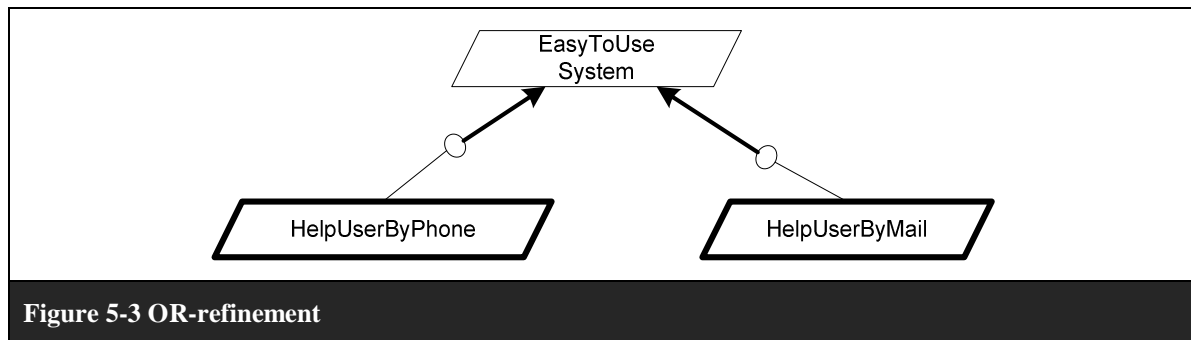 EasyToUse
System
HelpUserByPhone
HelpUserByMail
Figure 5-3 OR-refinement